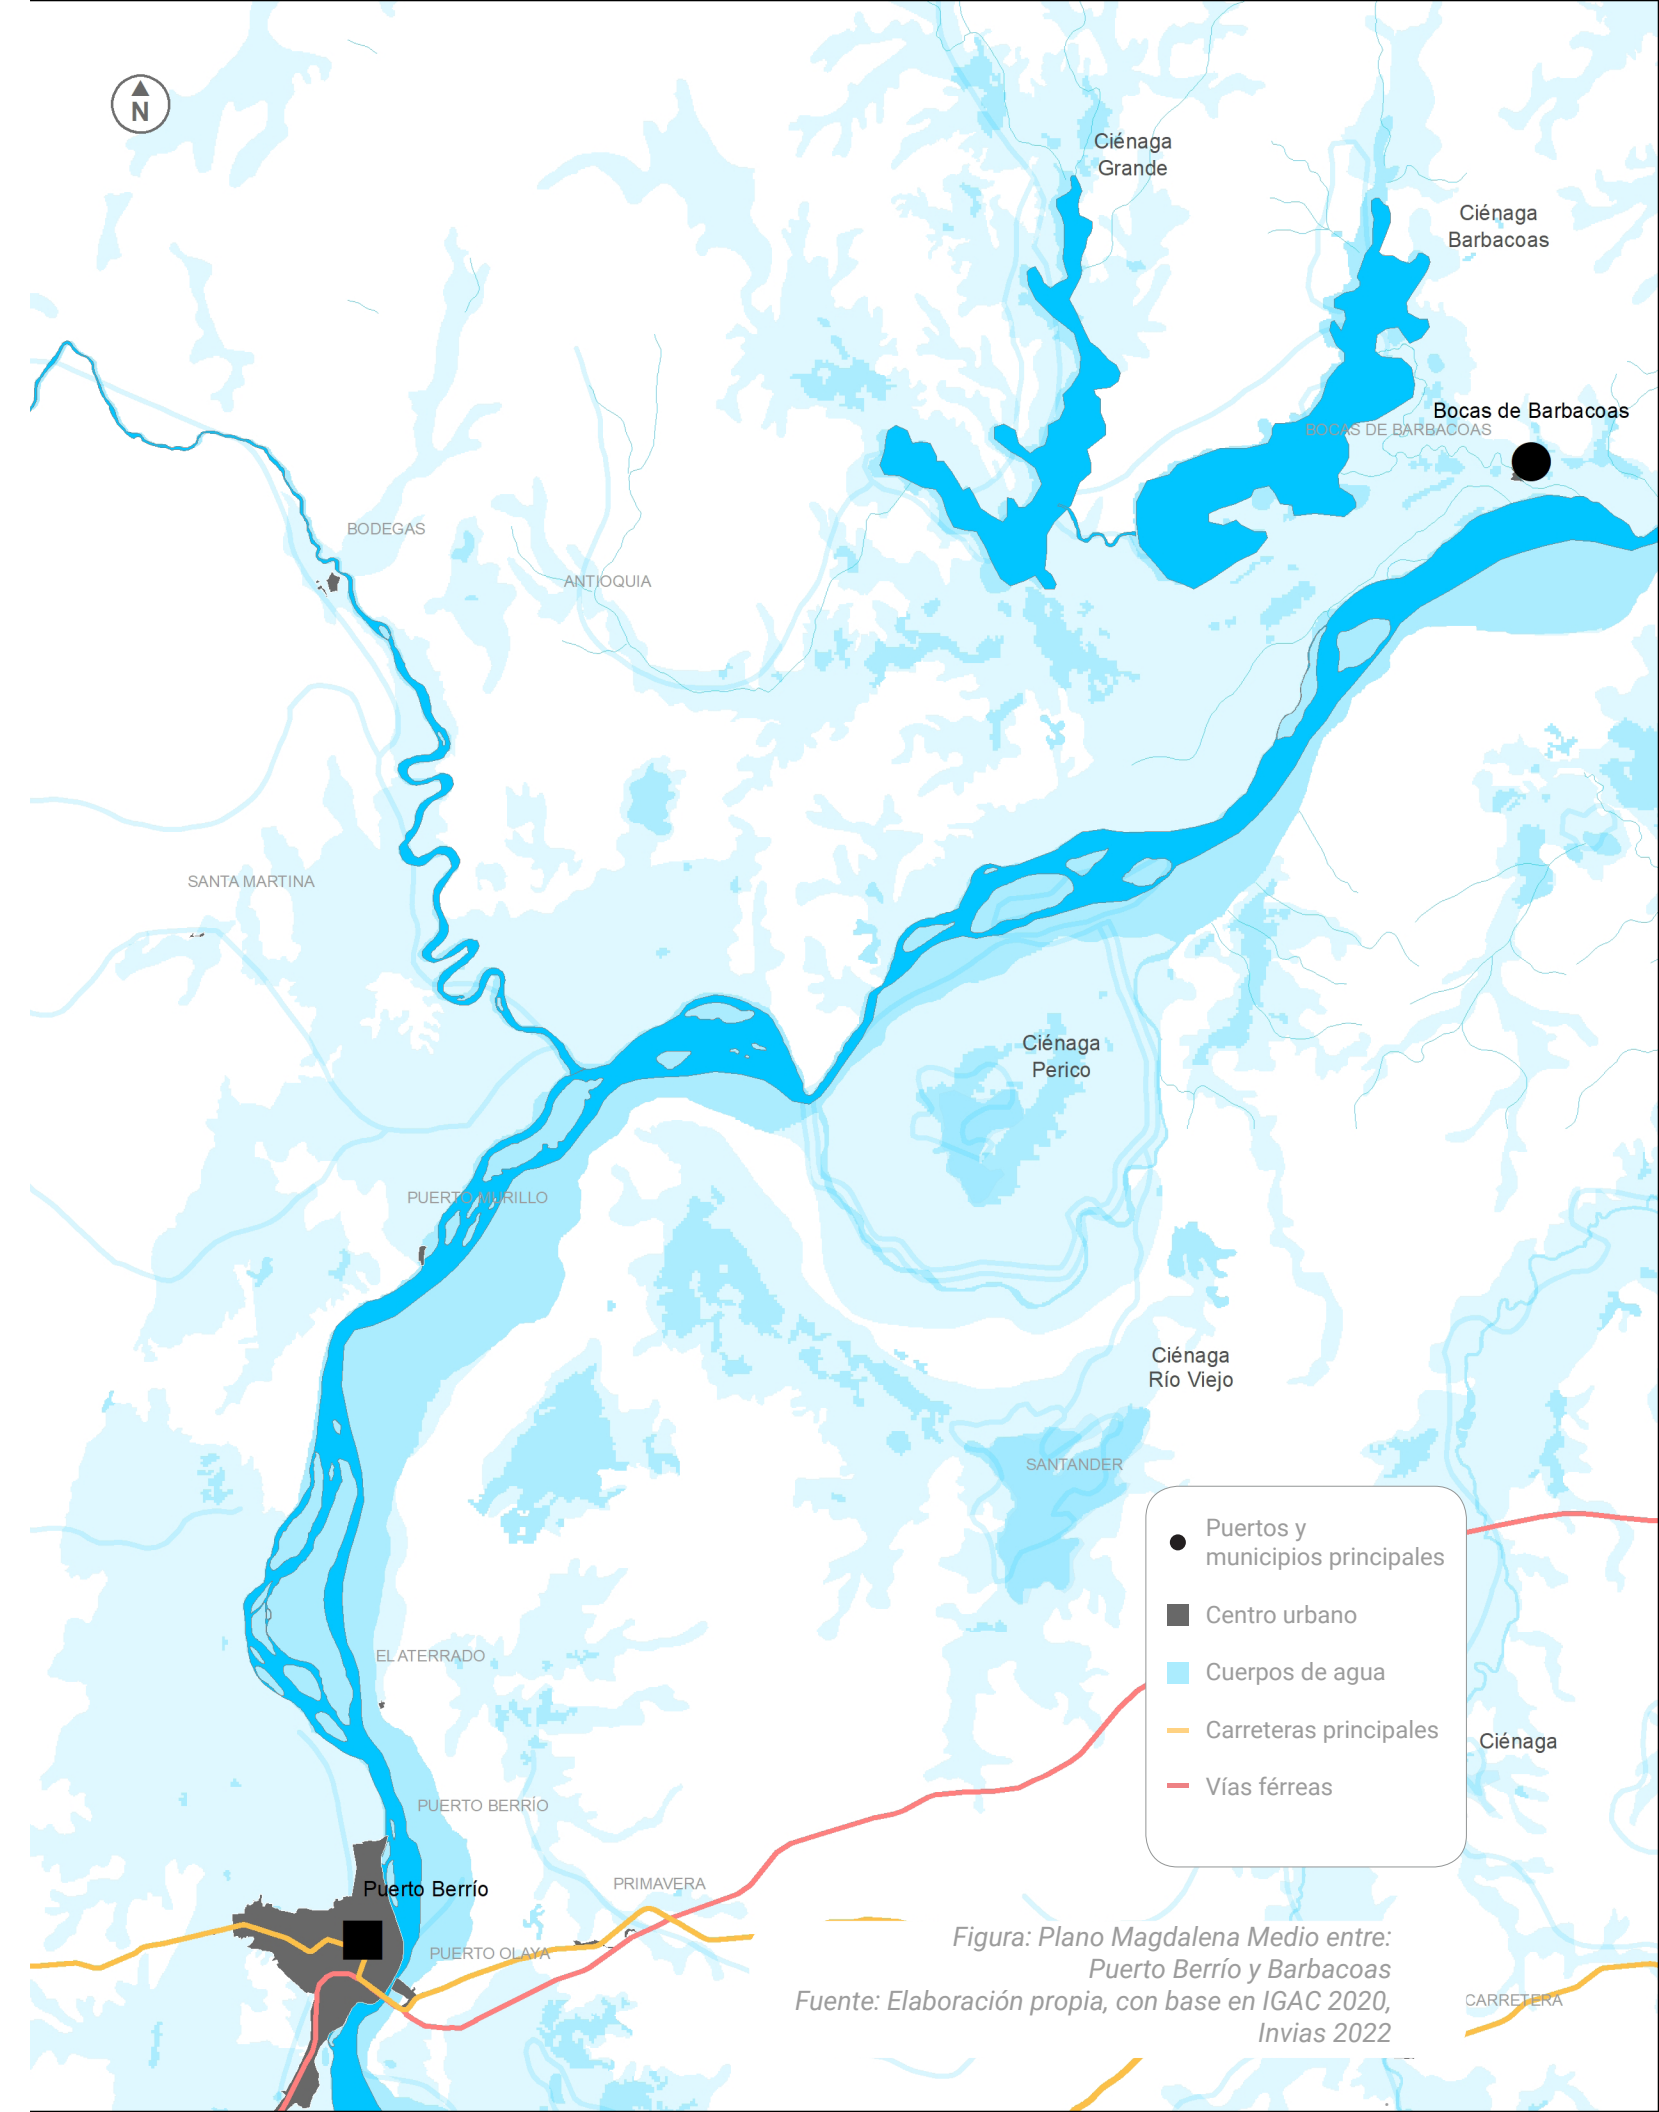 N
Ciénaga
Grande
Ciénaga
Barbacoas
Bocas de Barbacoas
BOCAS DE BARBACOAS
BODEGAS
ANTIOQUIA
SANTA MARTINA
Ciénaga
Perico
PUERTO MURILLO
Ciénaga
Río Viejo
SANTANDER
Puertos y
municipios principales
Centro urbano
Cuerpos de agua
Carreteras principales
Vías férreas
EL ATERRADO
Ciénaga
PUERTO BERRÍO
Puerto Berrío
PRIMAVERA
PUERTO OLAYA
Figura: Plano Magdalena Medio entre:
Puerto Berrío y Barbacoas
Fuente: Elaboración propia, con base en IGAC 2020,
Invias 2022
CARRETERA